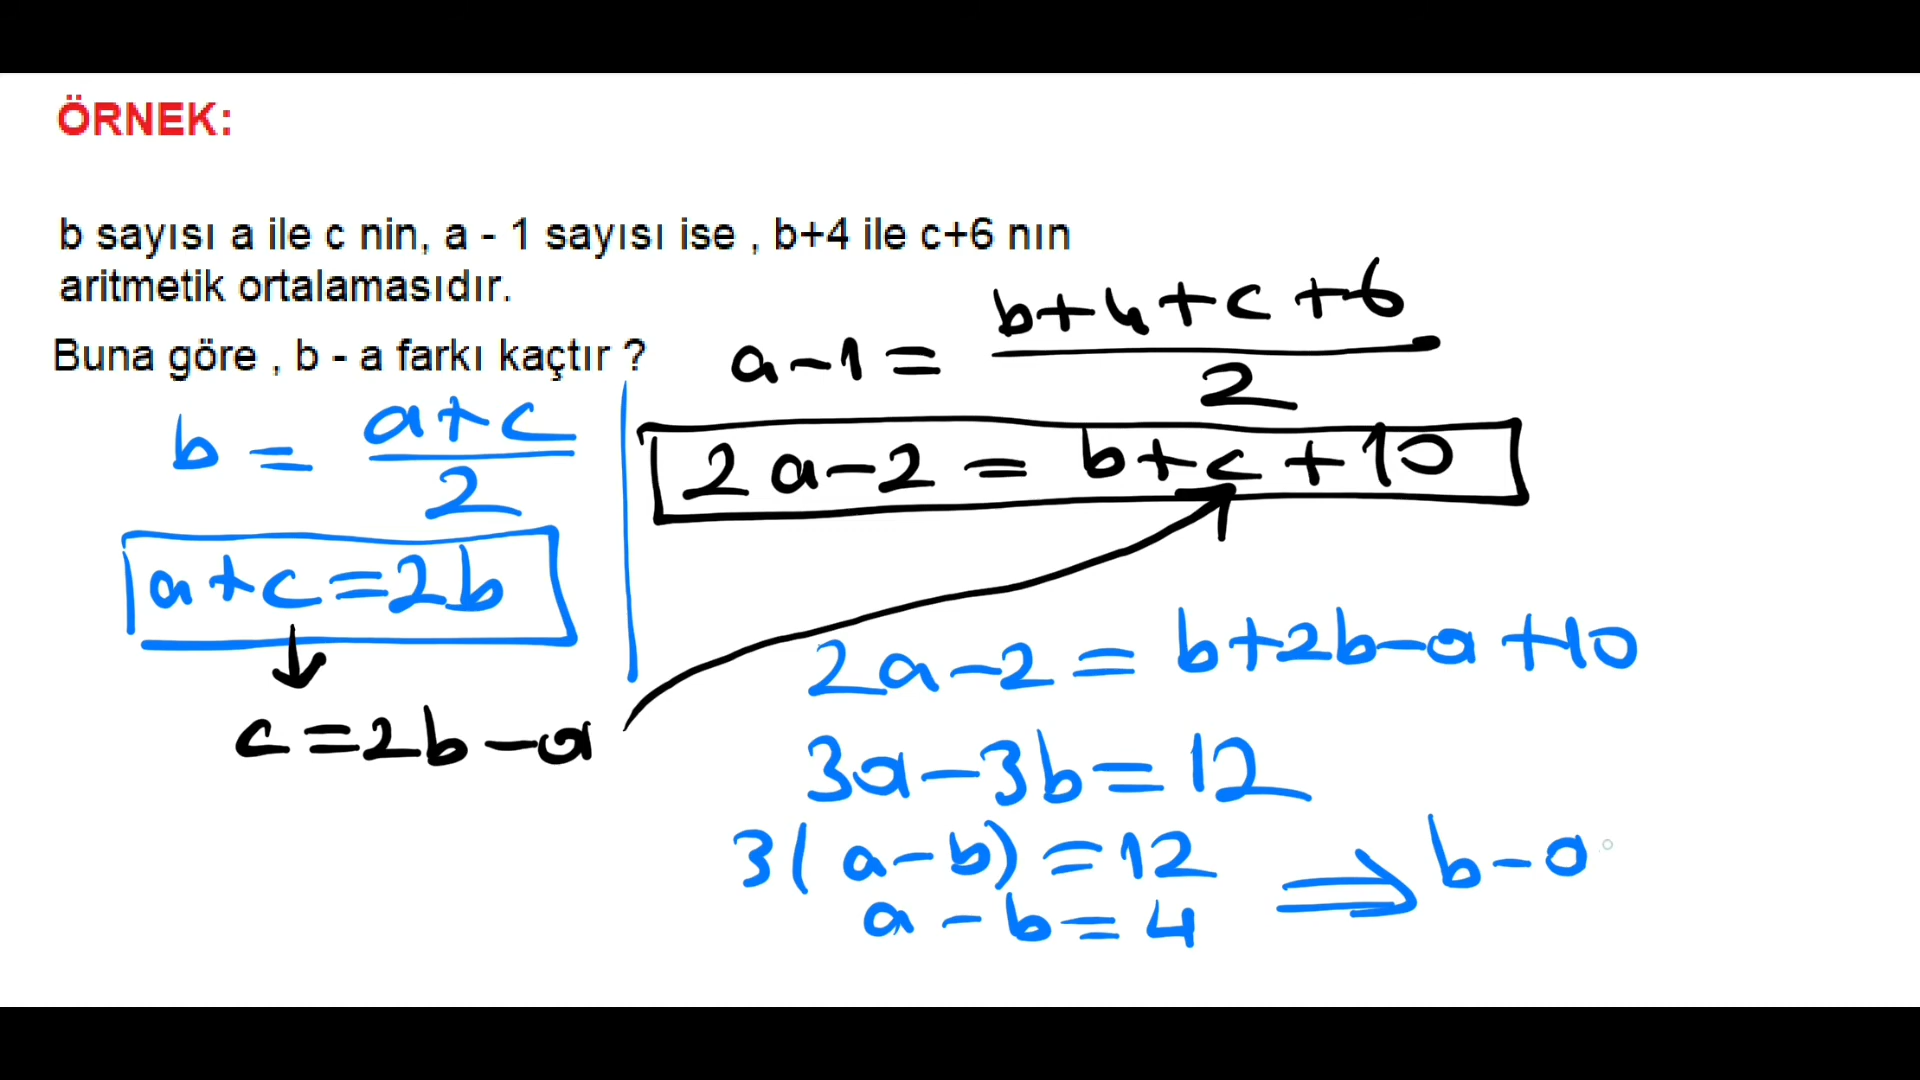 ÖRNEK:
b sayısı a ile c nin, a - 1 sayısı ise , b+4 ile c+6 nın
aritmetik ortalamasıdır.
Buna göre , b - a farkı kaçtır ?
b = a+c / 2
a+c=2b
c=2b-a
a-1= b+4+c+6 / 2
2a-2 = b+c+10
2a-2= b+2b-a+10
3a-3b=12
3(a-b)=12
a-b=4 ⇒ b-a